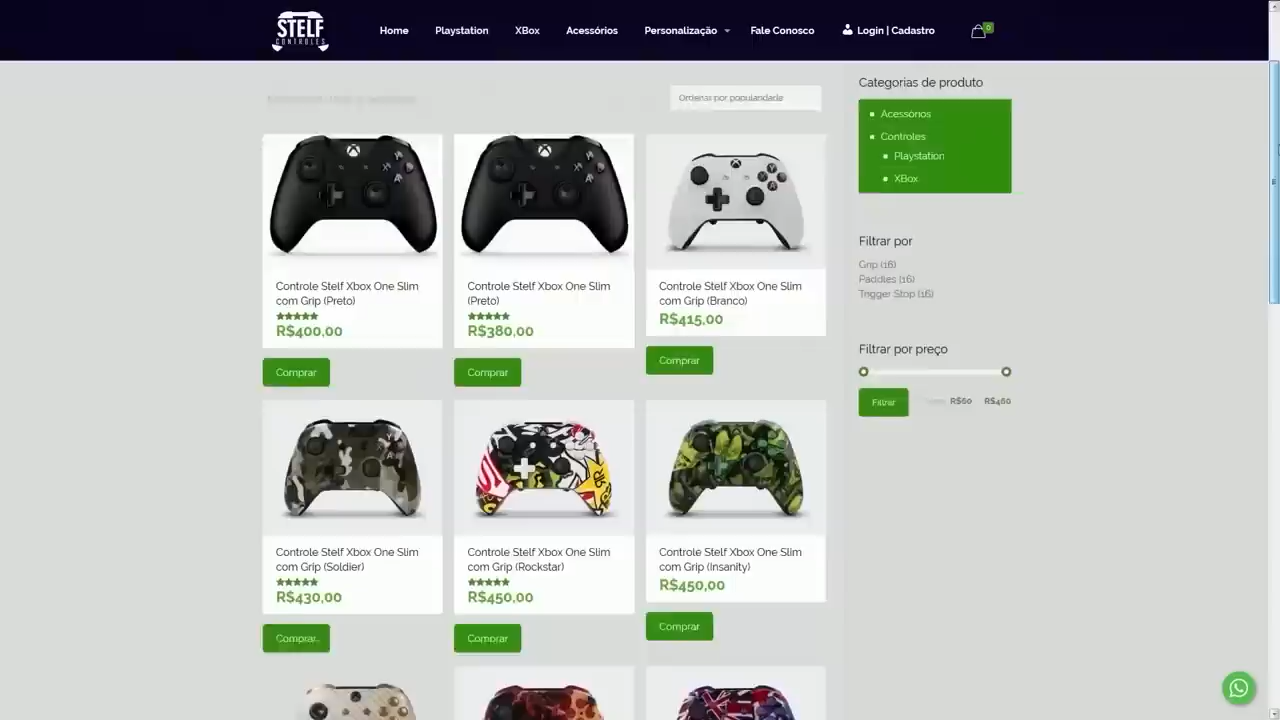 STELF
CONTROLES
Home
Playstation
XBox
Acessórios
Personalização
Fale Conosco
Login | Cadastro
0
Ordenar por popularidade
Controle Stelf Xbox One Slim
com Grip (Preto)
R$400,00
Comprar
Controle Stelf Xbox One Slim
(Preto)
R$380,00
Comprar
Controle Stelf Xbox One Slim
com Grip (Branco)
R$415,00
Comprar
Controle Stelf Xbox One Slim
com Grip (Soldier)
R$430,00
Comprar
Controle Stelf Xbox One Slim
com Grip (Rockstar)
R$450,00
Comprar
Controle Stelf Xbox One Slim
com Grip (Insanity)
R$450,00
Comprar
Categorias de produto
Acessórios
Controles
Playstation
XBox
Filtrar por
Grip (16)
Paddles (16)
Trigger Stop (16)
Filtrar por preço
Filtrar
R$60
R$460